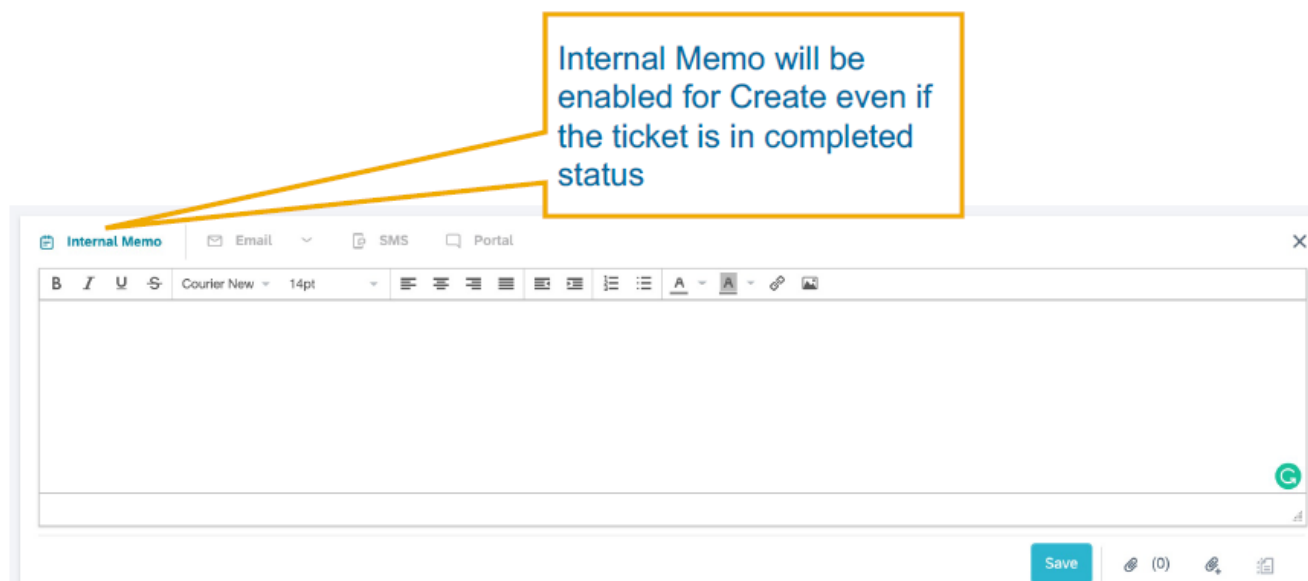 Internal Memo will be
enabled for Create even if
the ticket is in completed
status
Internal Memo Email SMS Portal
B I U S Courier New 14pt A A
Save (0)